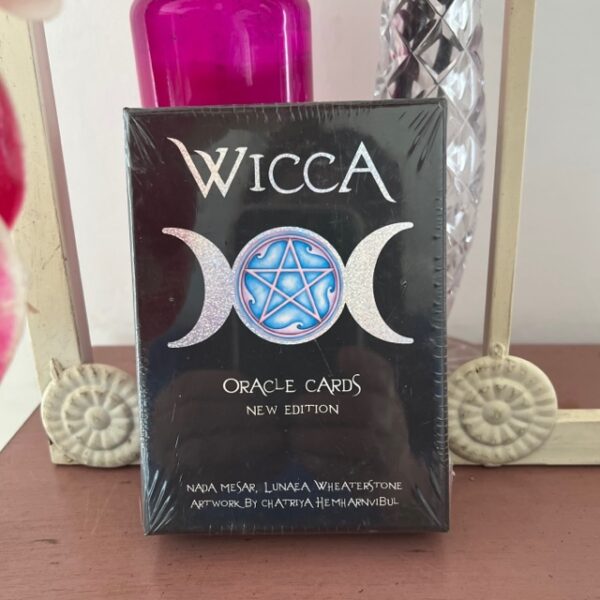 WICCA
ORACLE CARDS
NEW EDITION
NADA MESAR, LUNAEA WHEATERSTONE
ARTWORK BY CHATRIYA HEMHARNVIBUL